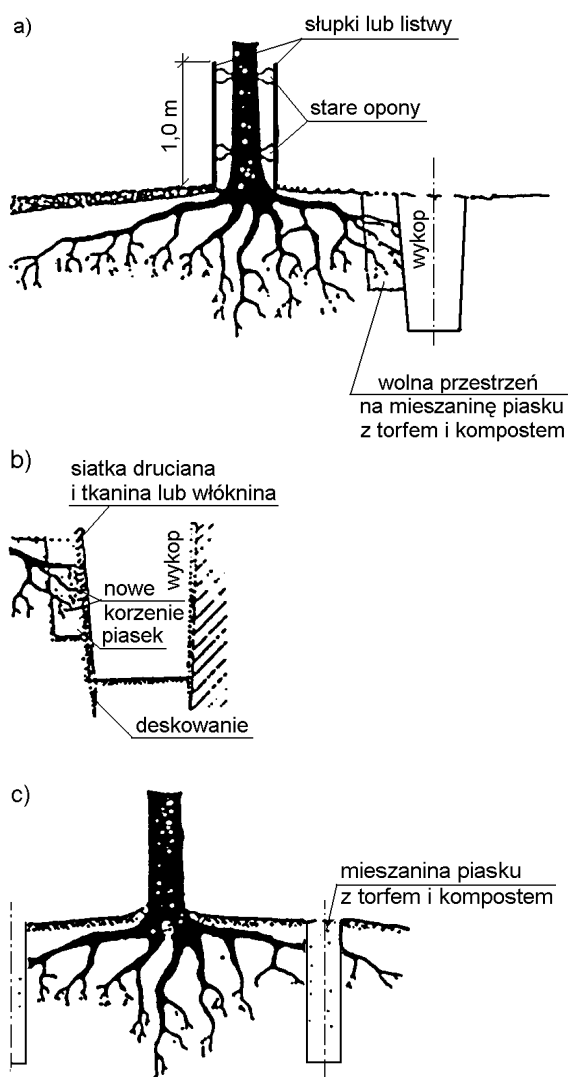 a)
słupki lub listwy
stare opony
1,0 m
wykop
wolna przestrzeń
na mieszaninę piasku
z torfem i kompostem
b)
siatka druciana
i tkanina lub włóknina
wykop
nowe
korzenie
piasek
deskowanie
c)
mieszanina piasku
z torfem i kompostem